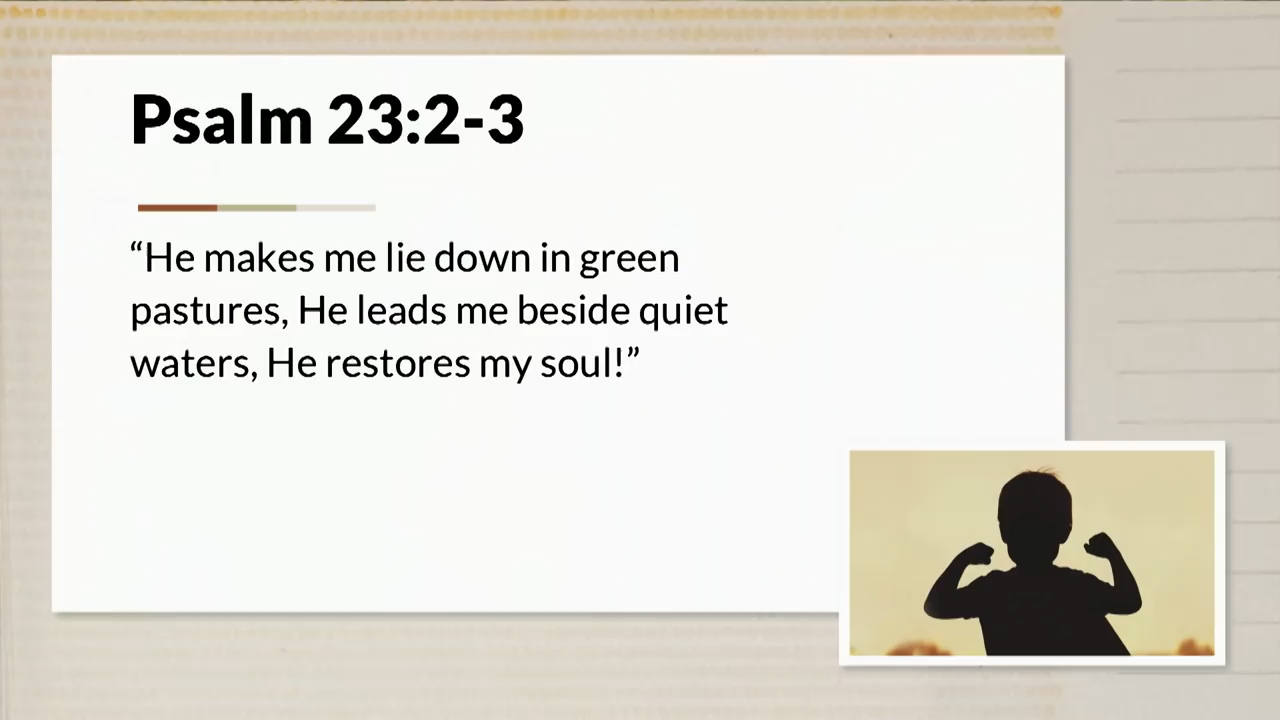 Psalm 23:2-3
“He makes me lie down in green
pastures, He leads me beside quiet
waters, He restores my soul!”